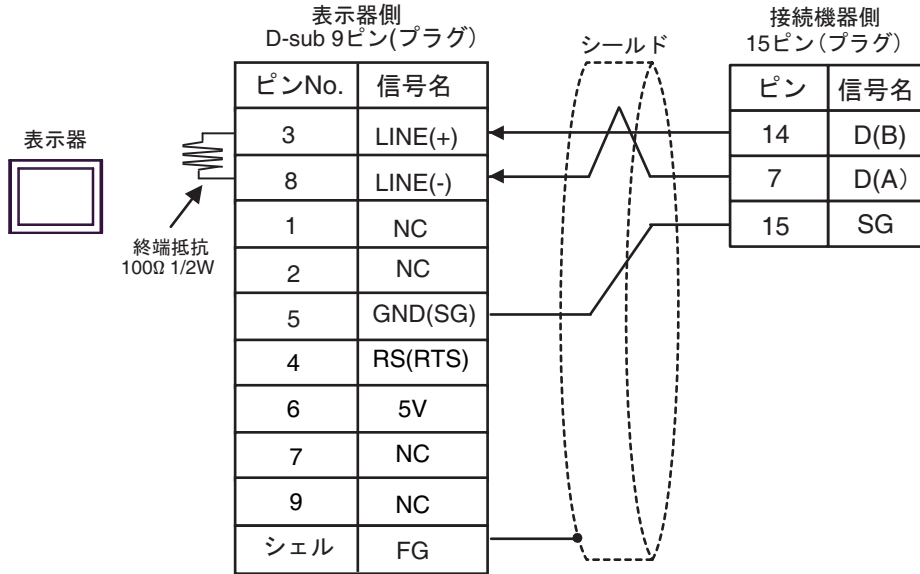 表示器側
D-sub 9ピン(プラグ)
シールド
接続機器側
15ピン(プラグ)
ピンNo. 信号名
ピン 信号名
表示器
3 LINE(+)
14 D(B)
8 LINE(-)
7 D(A)
1 NC
15 SG
終端抵抗
100Ω 1/2W
2 NC
5 GND(SG)
4 RS(RTS)
6 5V
7 NC
9 NC
シェル FG